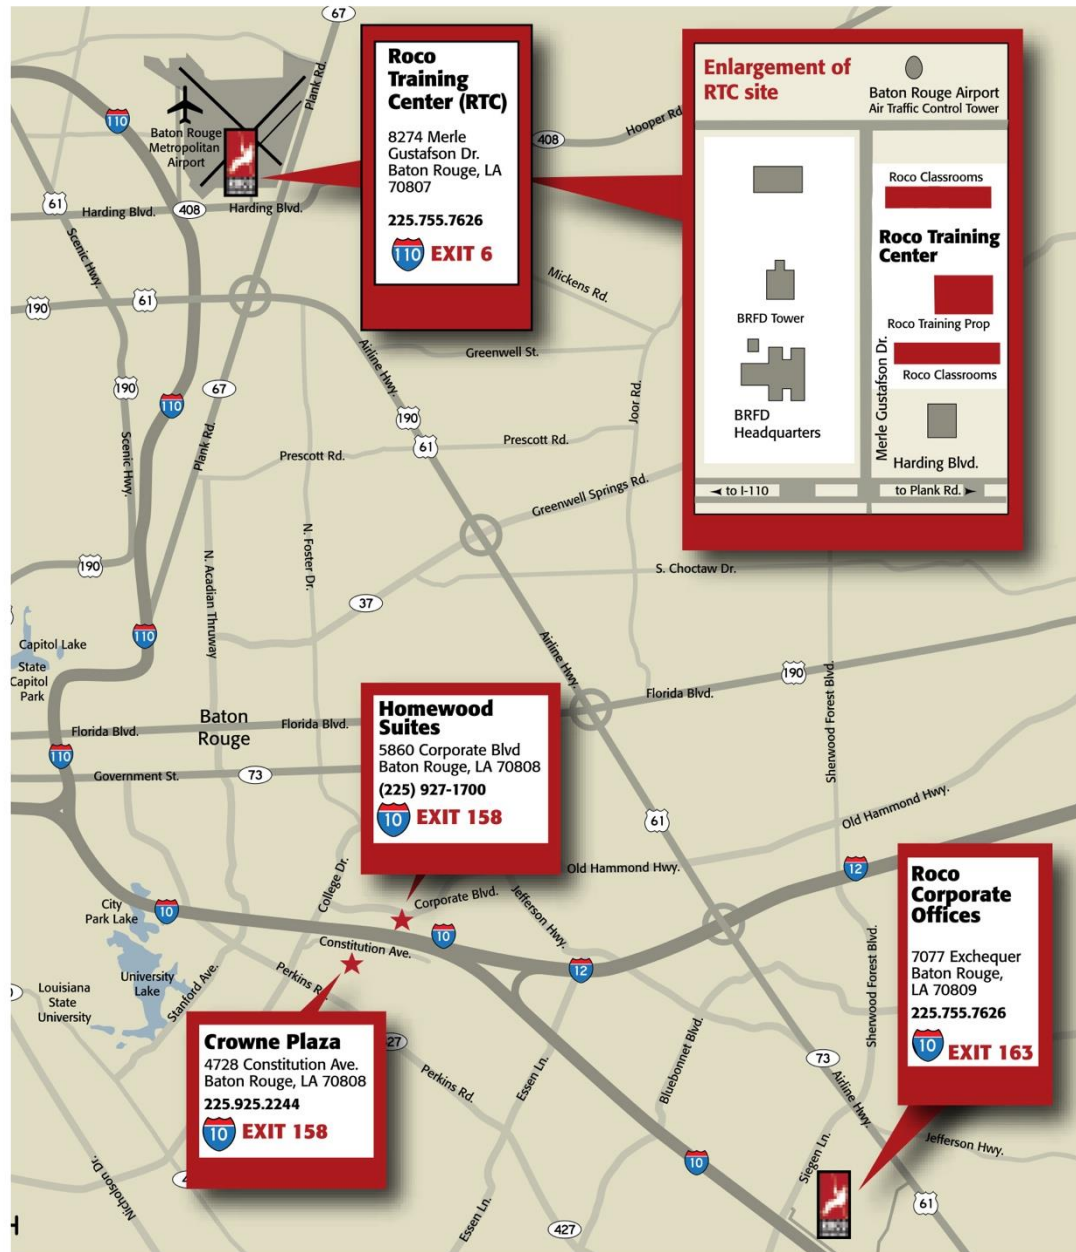 67
Plank Rd.
110
Baton Rouge
Metropolitan
Airport
61
Harding Blvd.
408
Harding Blvd.
Scenic Hwy.
Roco
Training
Center (RTC)
8274 Merle
Gustafson Dr.
Baton Rouge, LA
70807
225.755.7626
110 EXIT 6
408
Hooper Rd.
Enlargement of
RTC site
Baton Rouge Airport
Air Traffic Control Tower
Roco Classrooms
Roco Training
Center
BRFD Tower
Roco Training Prop
Roco Classrooms
BRFD
Headquarters
Merle Gustafson Dr.
Harding Blvd.
to I-110
to Plank Rd.
190
61
Mickens Rd.
Airline Hwy.
Greenwell St.
Joor Rd.
190
67
110
190
61
Scenic Hwy.
Plank Rd.
Prescott Rd.
Prescott Rd.
Greenwell Springs Rd.
N. Acadian Thruway
N. Foster Dr.
190
S. Choctaw Dr.
37
110
Capitol Lake
State
Capitol
Park
Airline Hwy.
190
Florida Blvd.
Sherwood Forest Blvd.
Baton
Rouge
Florida Blvd.
Florida Blvd.
110
Government St.
73
Homewood
Suites
5860 Corporate Blvd
Baton Rouge, LA 70808
(225) 927-1700
10 EXIT 158
61
Old Hammond Hwy.
Old Hammond Hwy.
12
College Dr.
Corporate Blvd.
Jefferson Hwy.
City
Park Lake
10
10
Constitution Ave.
12
University
Lake
Louisiana
State
University
Stanford Ave.
Perkins Rd.
Sherwood Forest Blvd.
Roco
Corporate
Offices
7077 Exchequer
Baton Rouge,
LA 70809
225.755.7626
10 EXIT 163
Crowne Plaza
4728 Constitution Ave.
Baton Rouge, LA 70808
225.925.2244
10 EXIT 158
Perkins Rd.
Essen Ln.
Bluebonnet Blvd.
73
Airline Hwy.
Jefferson Hwy.
Siegen Ln.
10
61
Nicholson Dr.
Essen Ln.
427